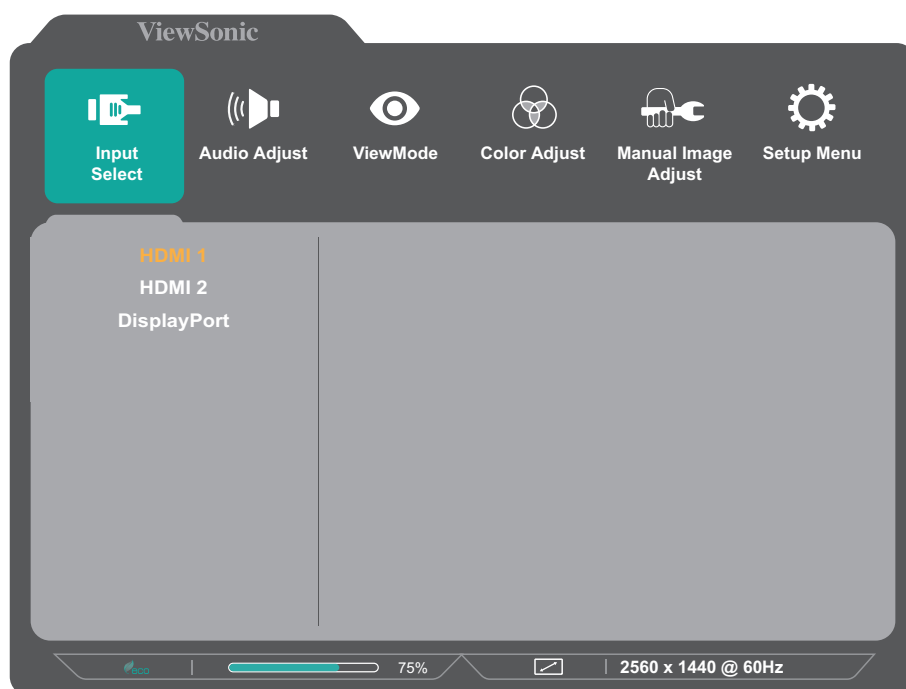 ViewSonic
Input
Select
Audio Adjust
ViewMode
Color Adjust
Manual Image
Adjust
Setup Menu
HDMI 1
HDMI 2
DisplayPort
ECO
75%
2560 x 1440 @ 60Hz